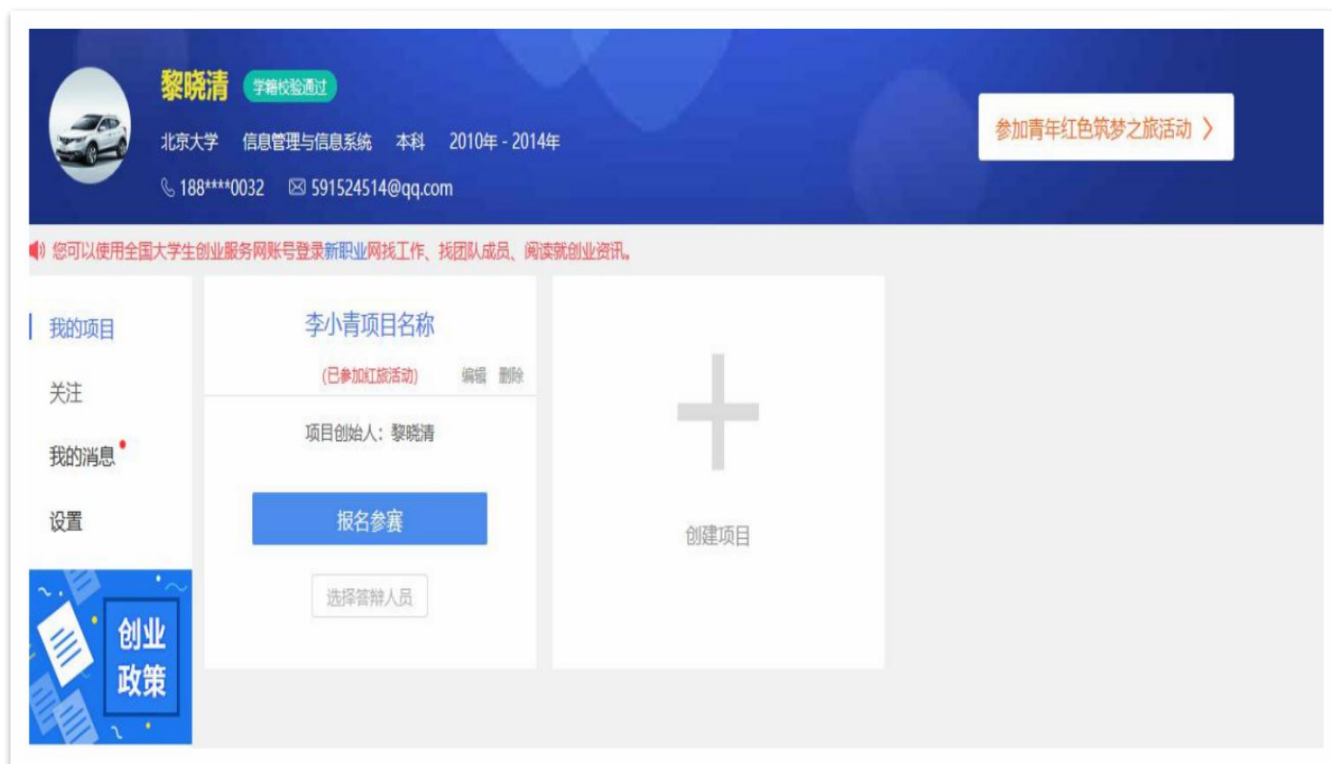 黎晓清 学籍校验通过
北京大学 信息管理与信息系统 本科 2010年 - 2014年
188****0032 591524514@qq.com
参加青年红色筑梦之旅活动 》
您可以使用全国大学生创业服务网账号登录新职业网找工作、找团队成员、阅读就创业资讯。
我的项目
关注
我的消息
设置
创业
政策
李小青项目名称
(已参加红旅活动) 编辑 删除
项目创始人：黎晓清
报名参赛
选择答辩人员
创建项目